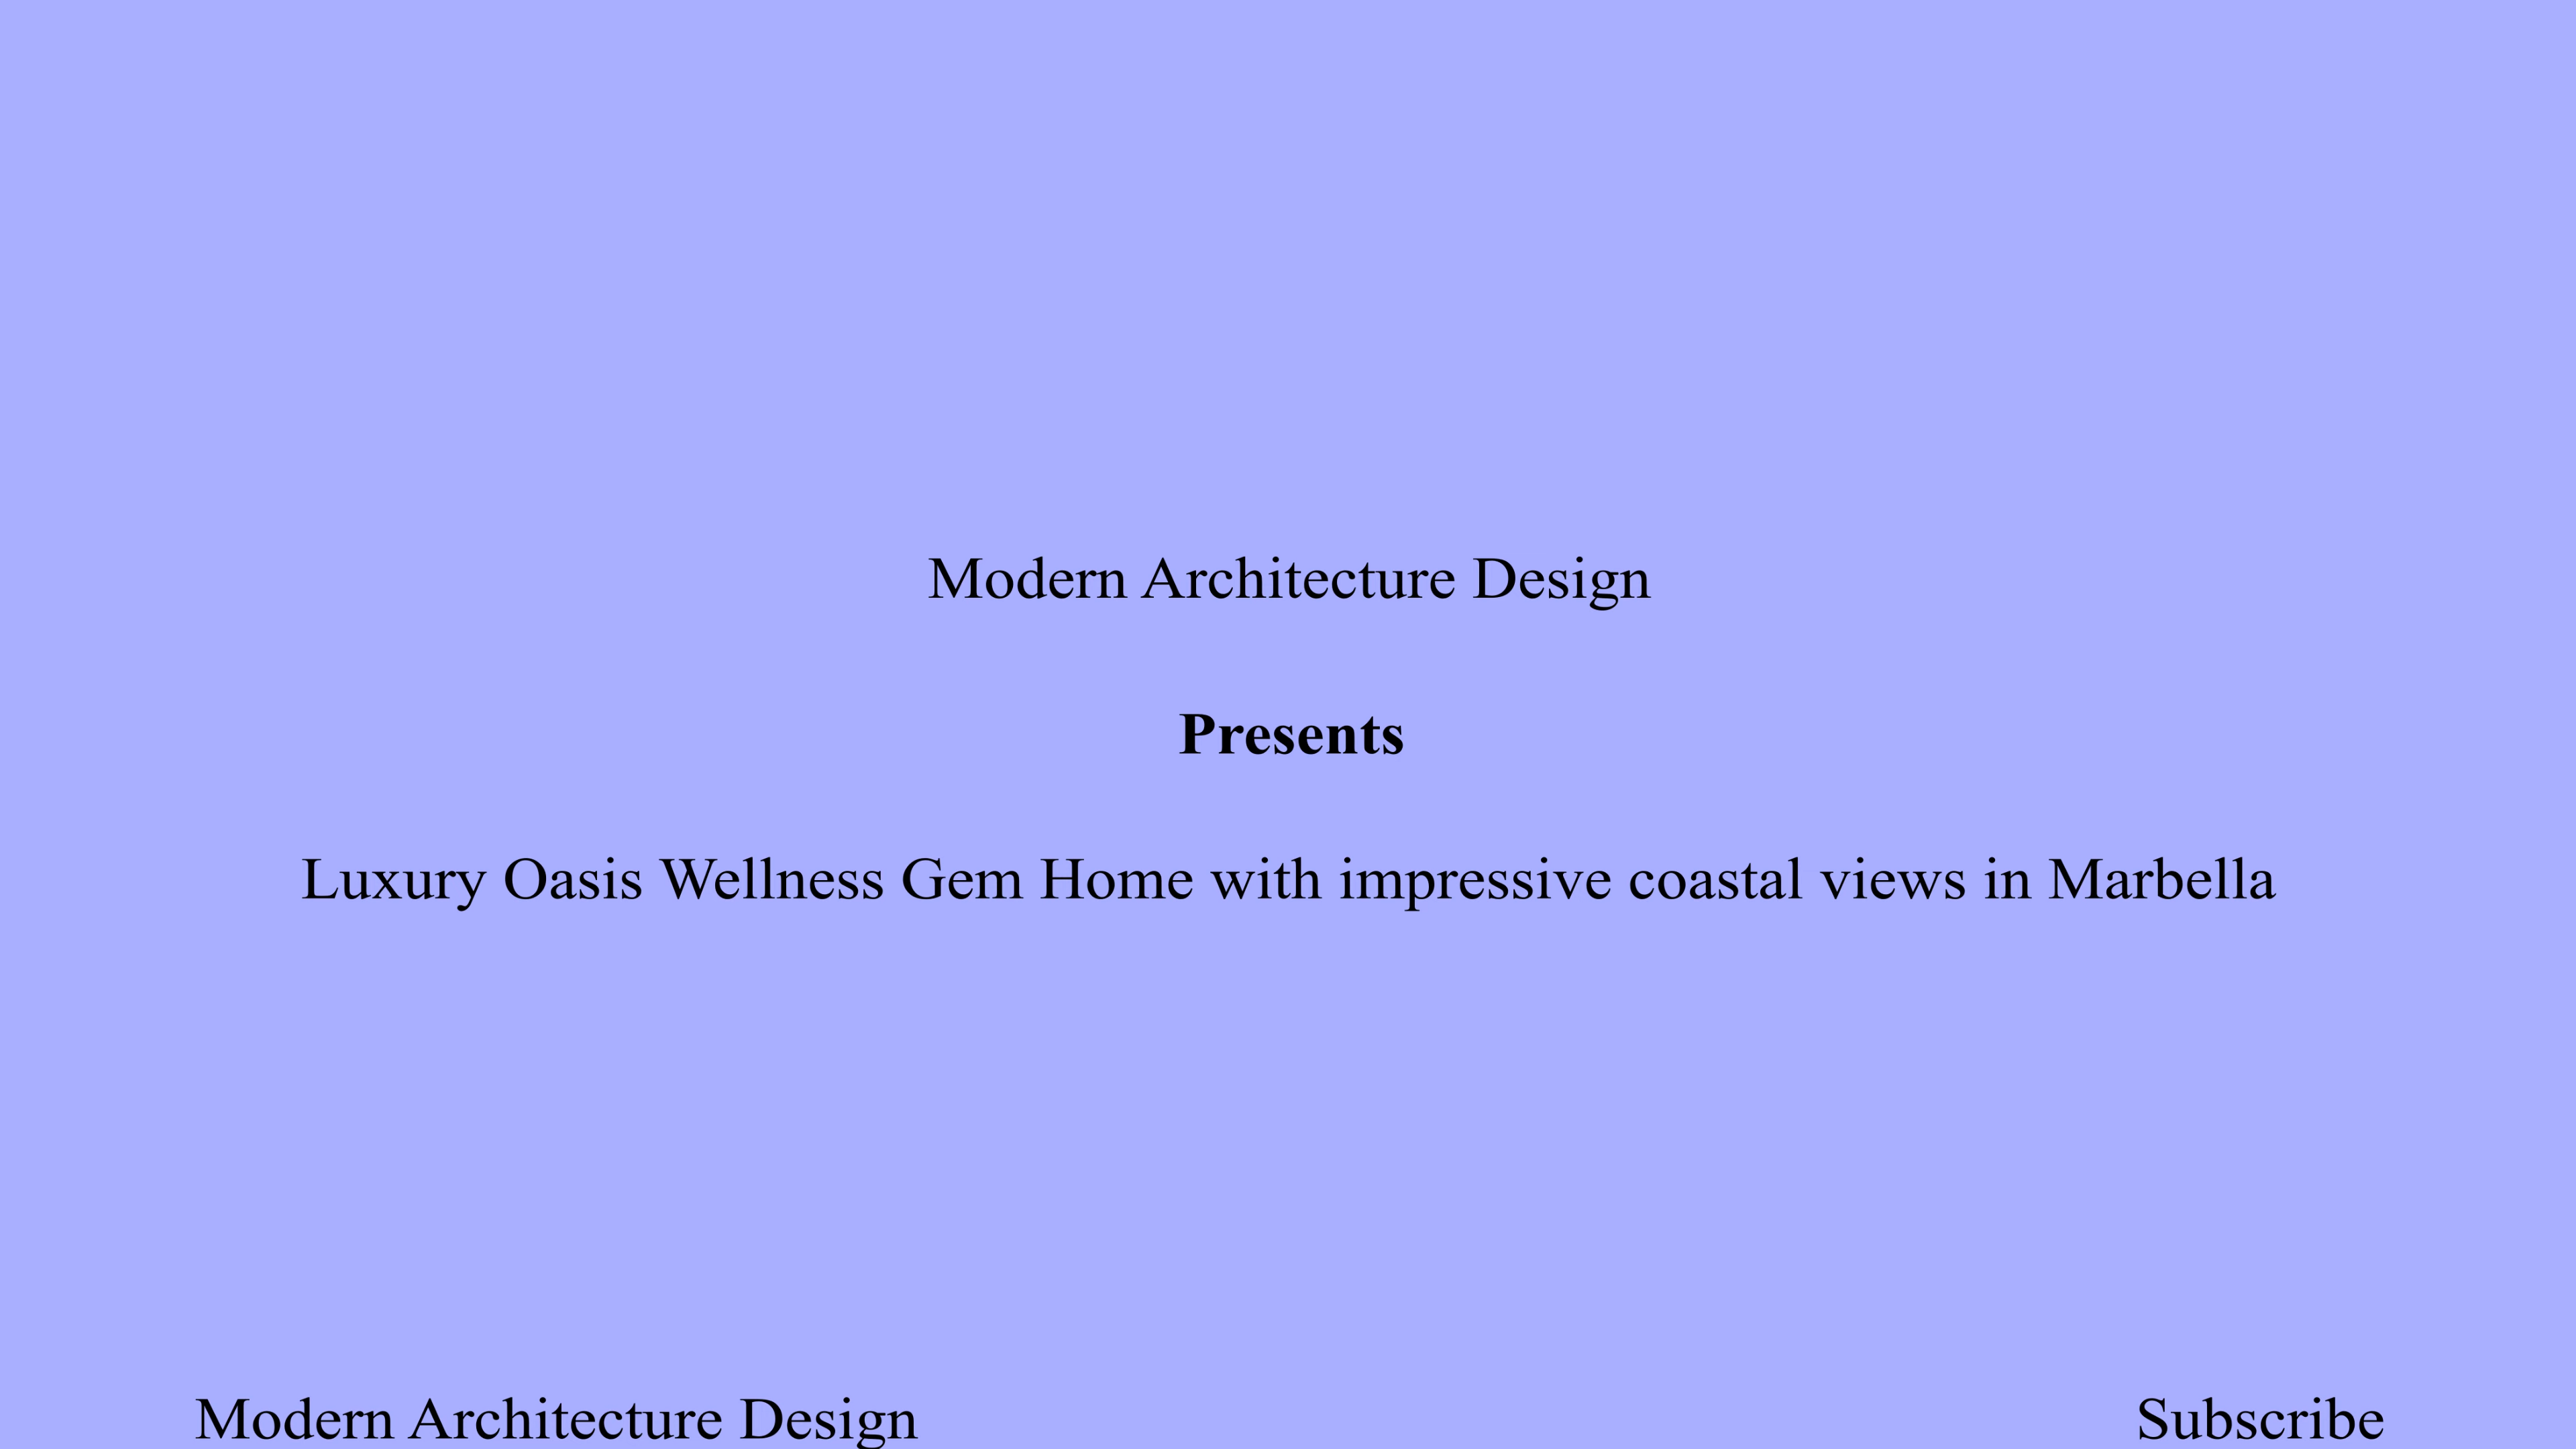 Modern Architecture Design
Presents
Luxury Oasis Wellness Gem Home with impressive coastal views in Marbella
Modern Architecture Design
Subscribe